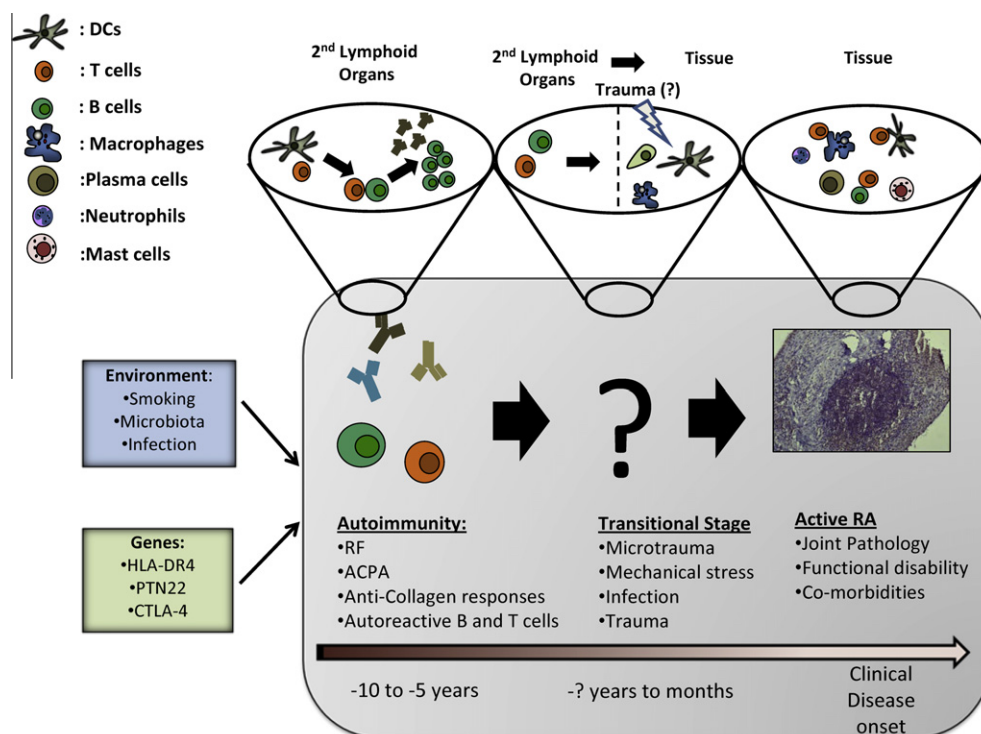 : DCs
: T cells
: B cells
: Macrophages
:Plasma cells
:Neutrophils
:Mast cells
2nd Lymphoid
Organs
2nd Lymphoid
Organs
Tissue
Trauma (?)
Tissue
Environment:
•Smoking
•Microbiota
•Infection
Genes:
•HLA-DR4
•PTN22
•CTLA-4
?
Autoimmunity:
•RF
•ACPA
•Anti-Collagen responses
•Autoreactive B and T cells
Transitional Stage
•Microtrauma
•Mechanical stress
•Infection
•Trauma
Active RA
•Joint Pathology
•Functional disability
•Co-morbidities
-10 to -5 years
-? years to months
Clinical
Disease
onset